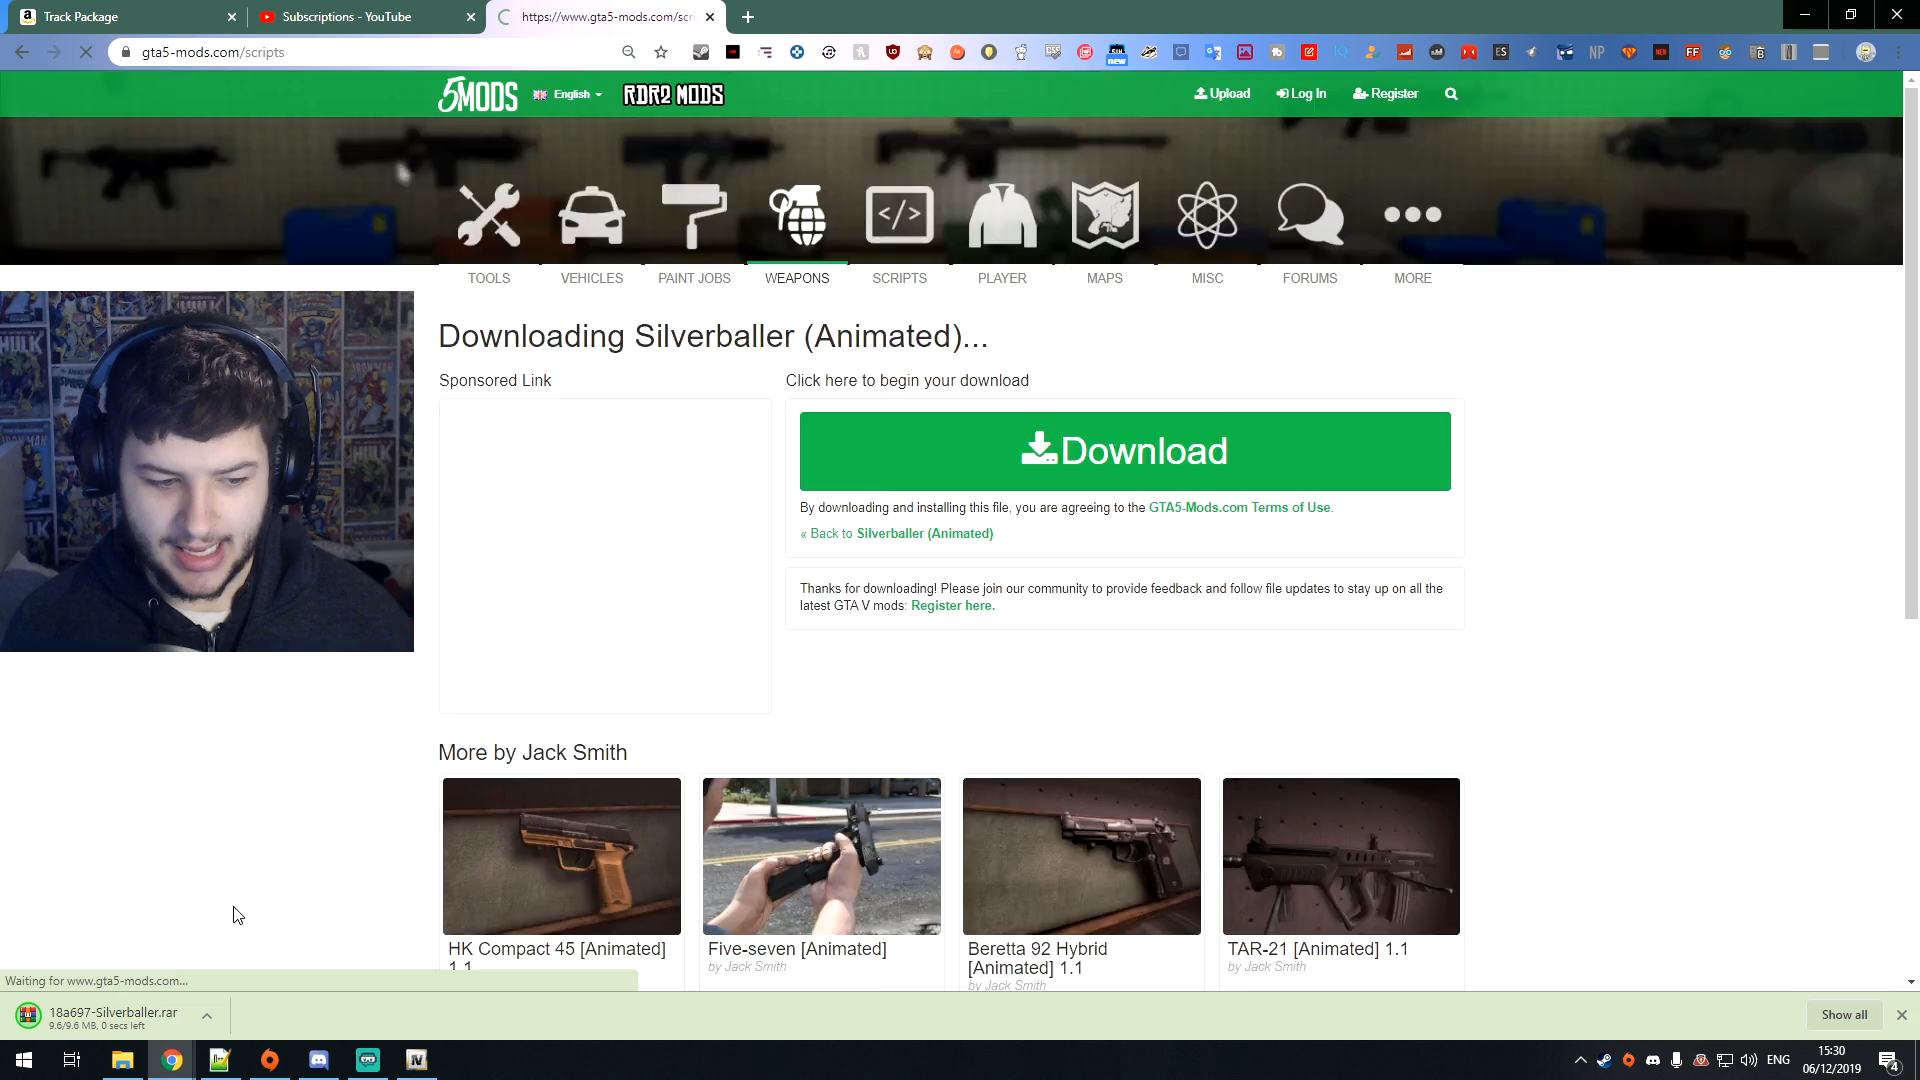 Track Package
Subscriptions - YouTube
https://www.gta5-mods.com/scri
gta5-mods.com/scripts
5MODS
English
RDR2 MODS
Upload
Log In
Register
TOOLS
VEHICLES
PAINT JOBS
WEAPONS
SCRIPTS
PLAYER
MAPS
MISC
FORUMS
MORE
Downloading Silverballer (Animated)...
Sponsored Link
Click here to begin your download
Download
By downloading and installing this file, you are agreeing to the GTA5-Mods.com Terms of Use.
« Back to Silverballer (Animated)
Thanks for downloading! Please join our community to provide feedback and follow file updates to stay up on all the
latest GTA V mods: Register here.
More by Jack Smith
HK Compact 45 [Animated]
1.1
Five-seven [Animated]
by Jack Smith
Beretta 92 Hybrid
[Animated] 1.1
by Jack Smith
TAR-21 [Animated] 1.1
by Jack Smith
Waiting for www.gta5-mods.com...
18a697-Silverballer.rar
9.6/9.6 MB, 0 secs left
Show all
ENG
15:30
06/12/2019
4